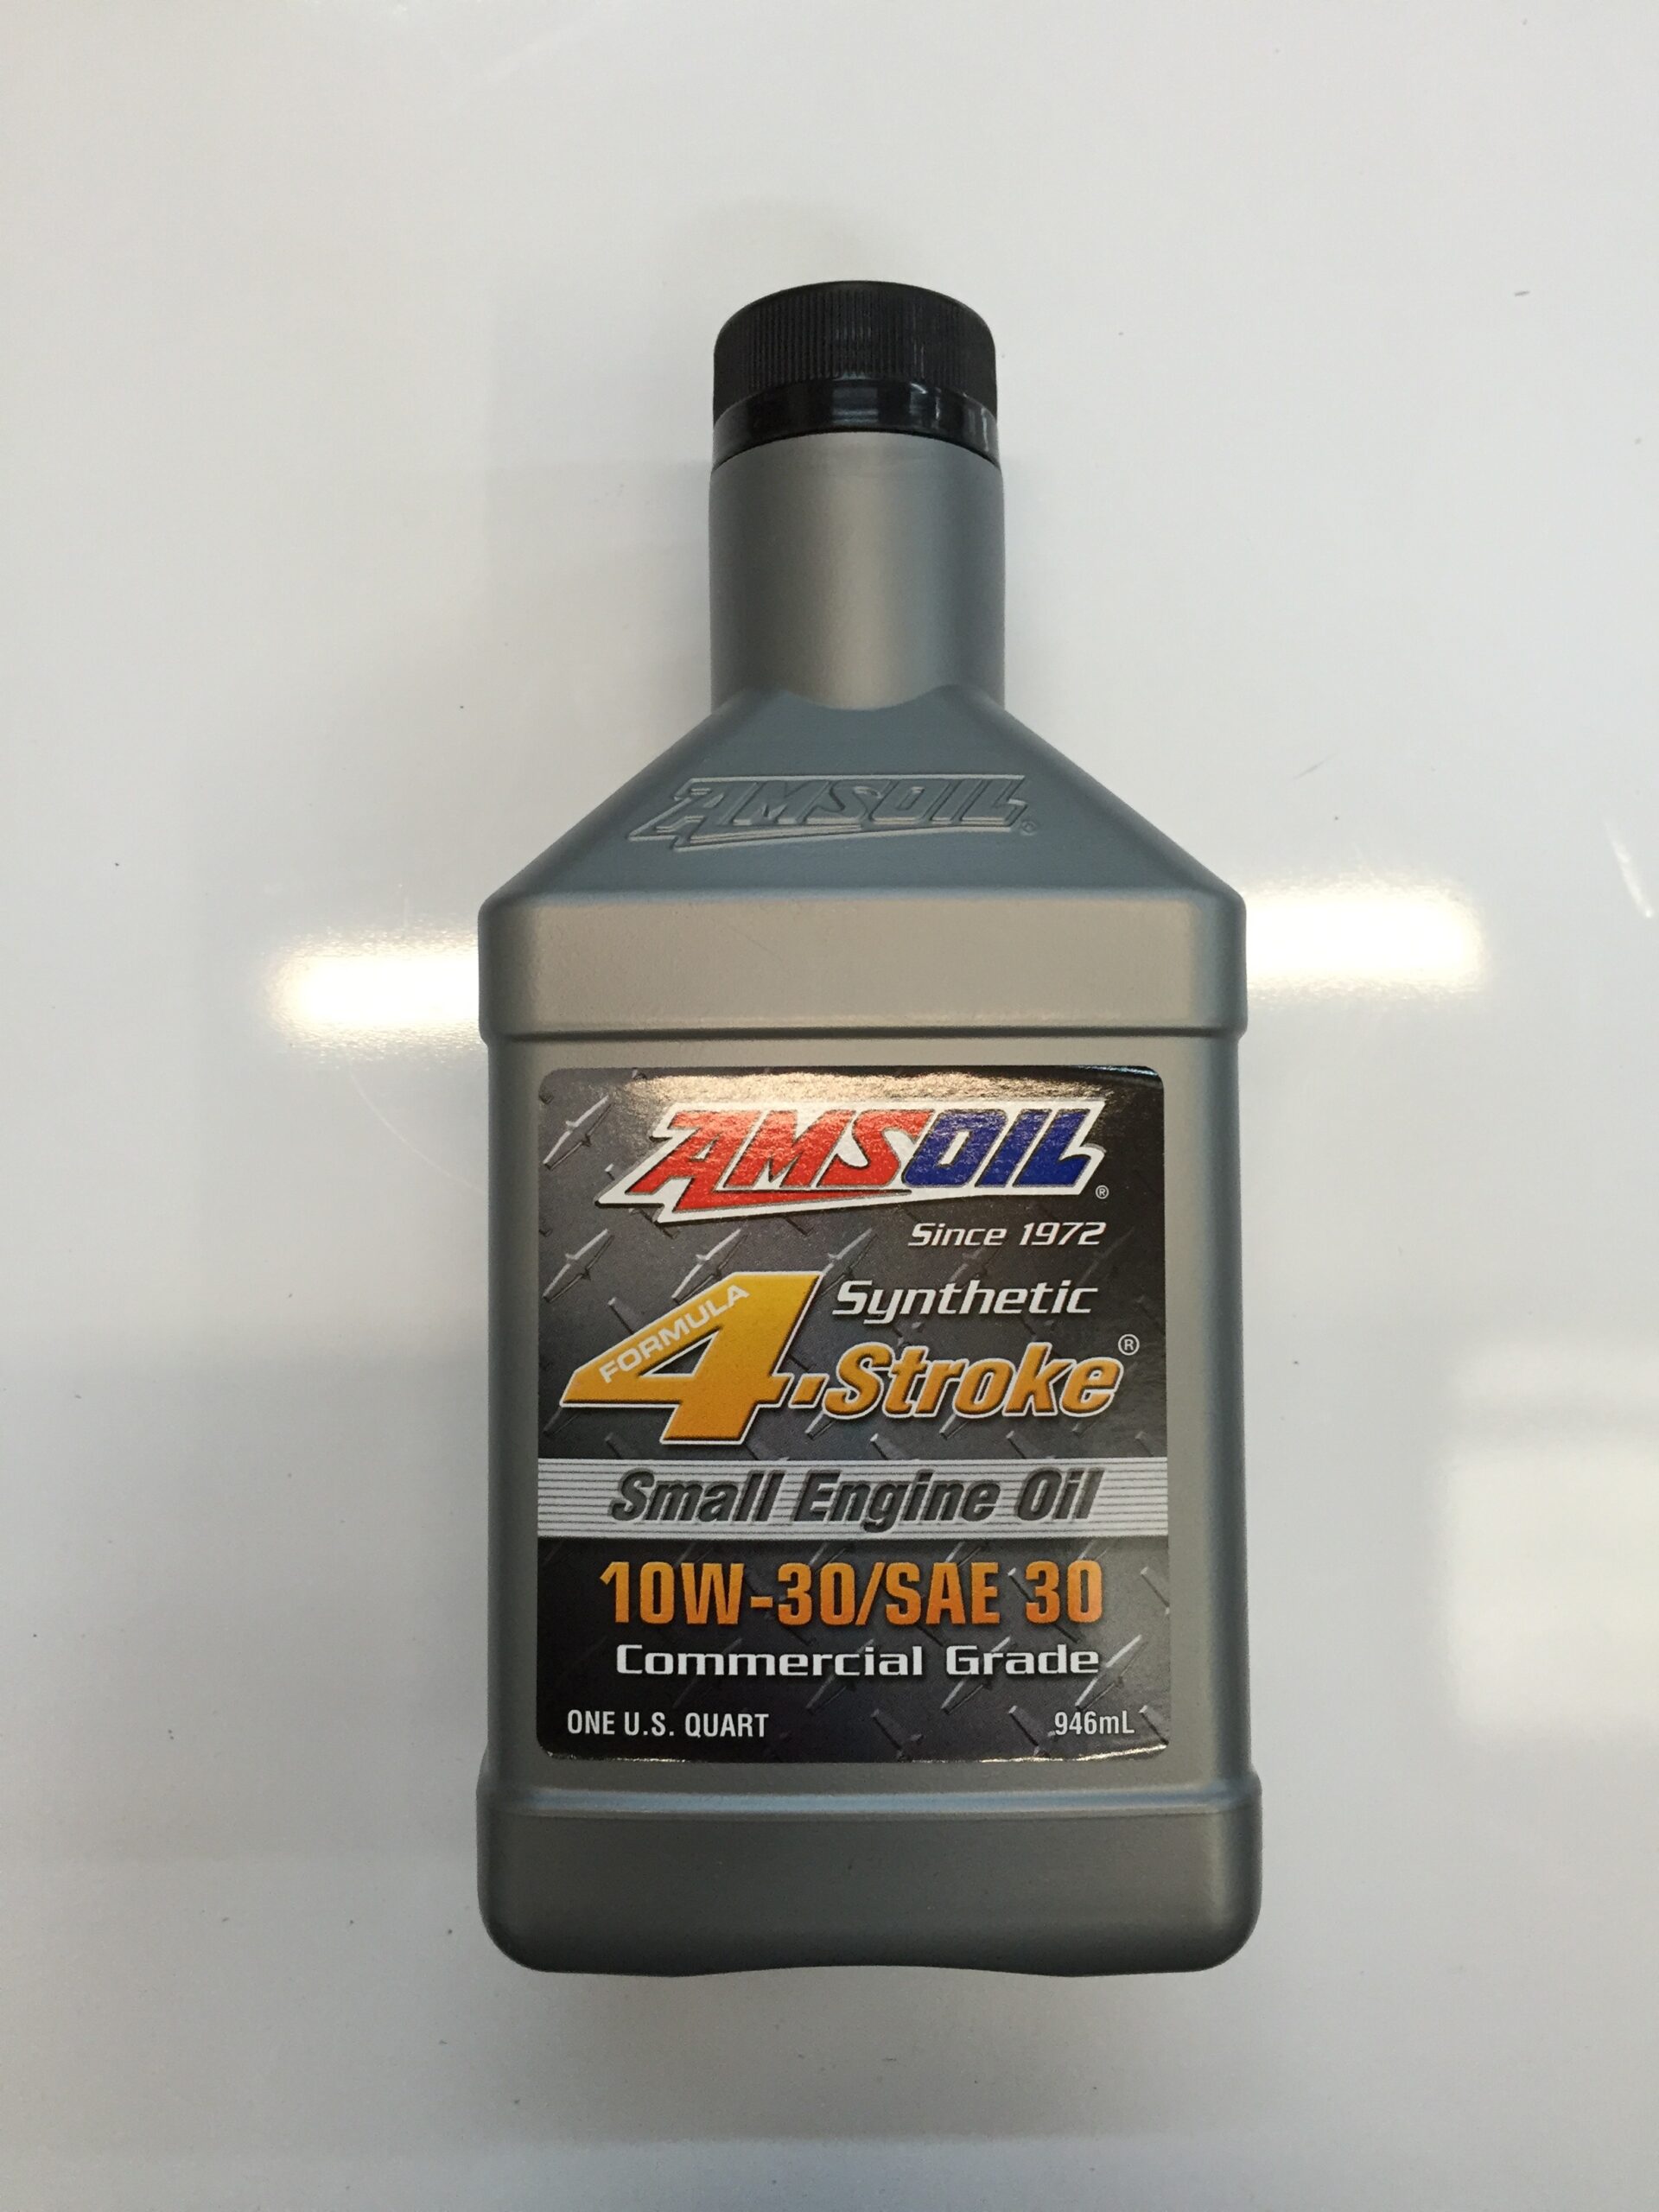 AMSOIL®
AMSOIL®
Since 1972
FORMULA
4-Stroke®
Synthetic
Small Engine Oil
10W-30/SAE 30
Commercial Grade
ONE U.S. QUART 946mL